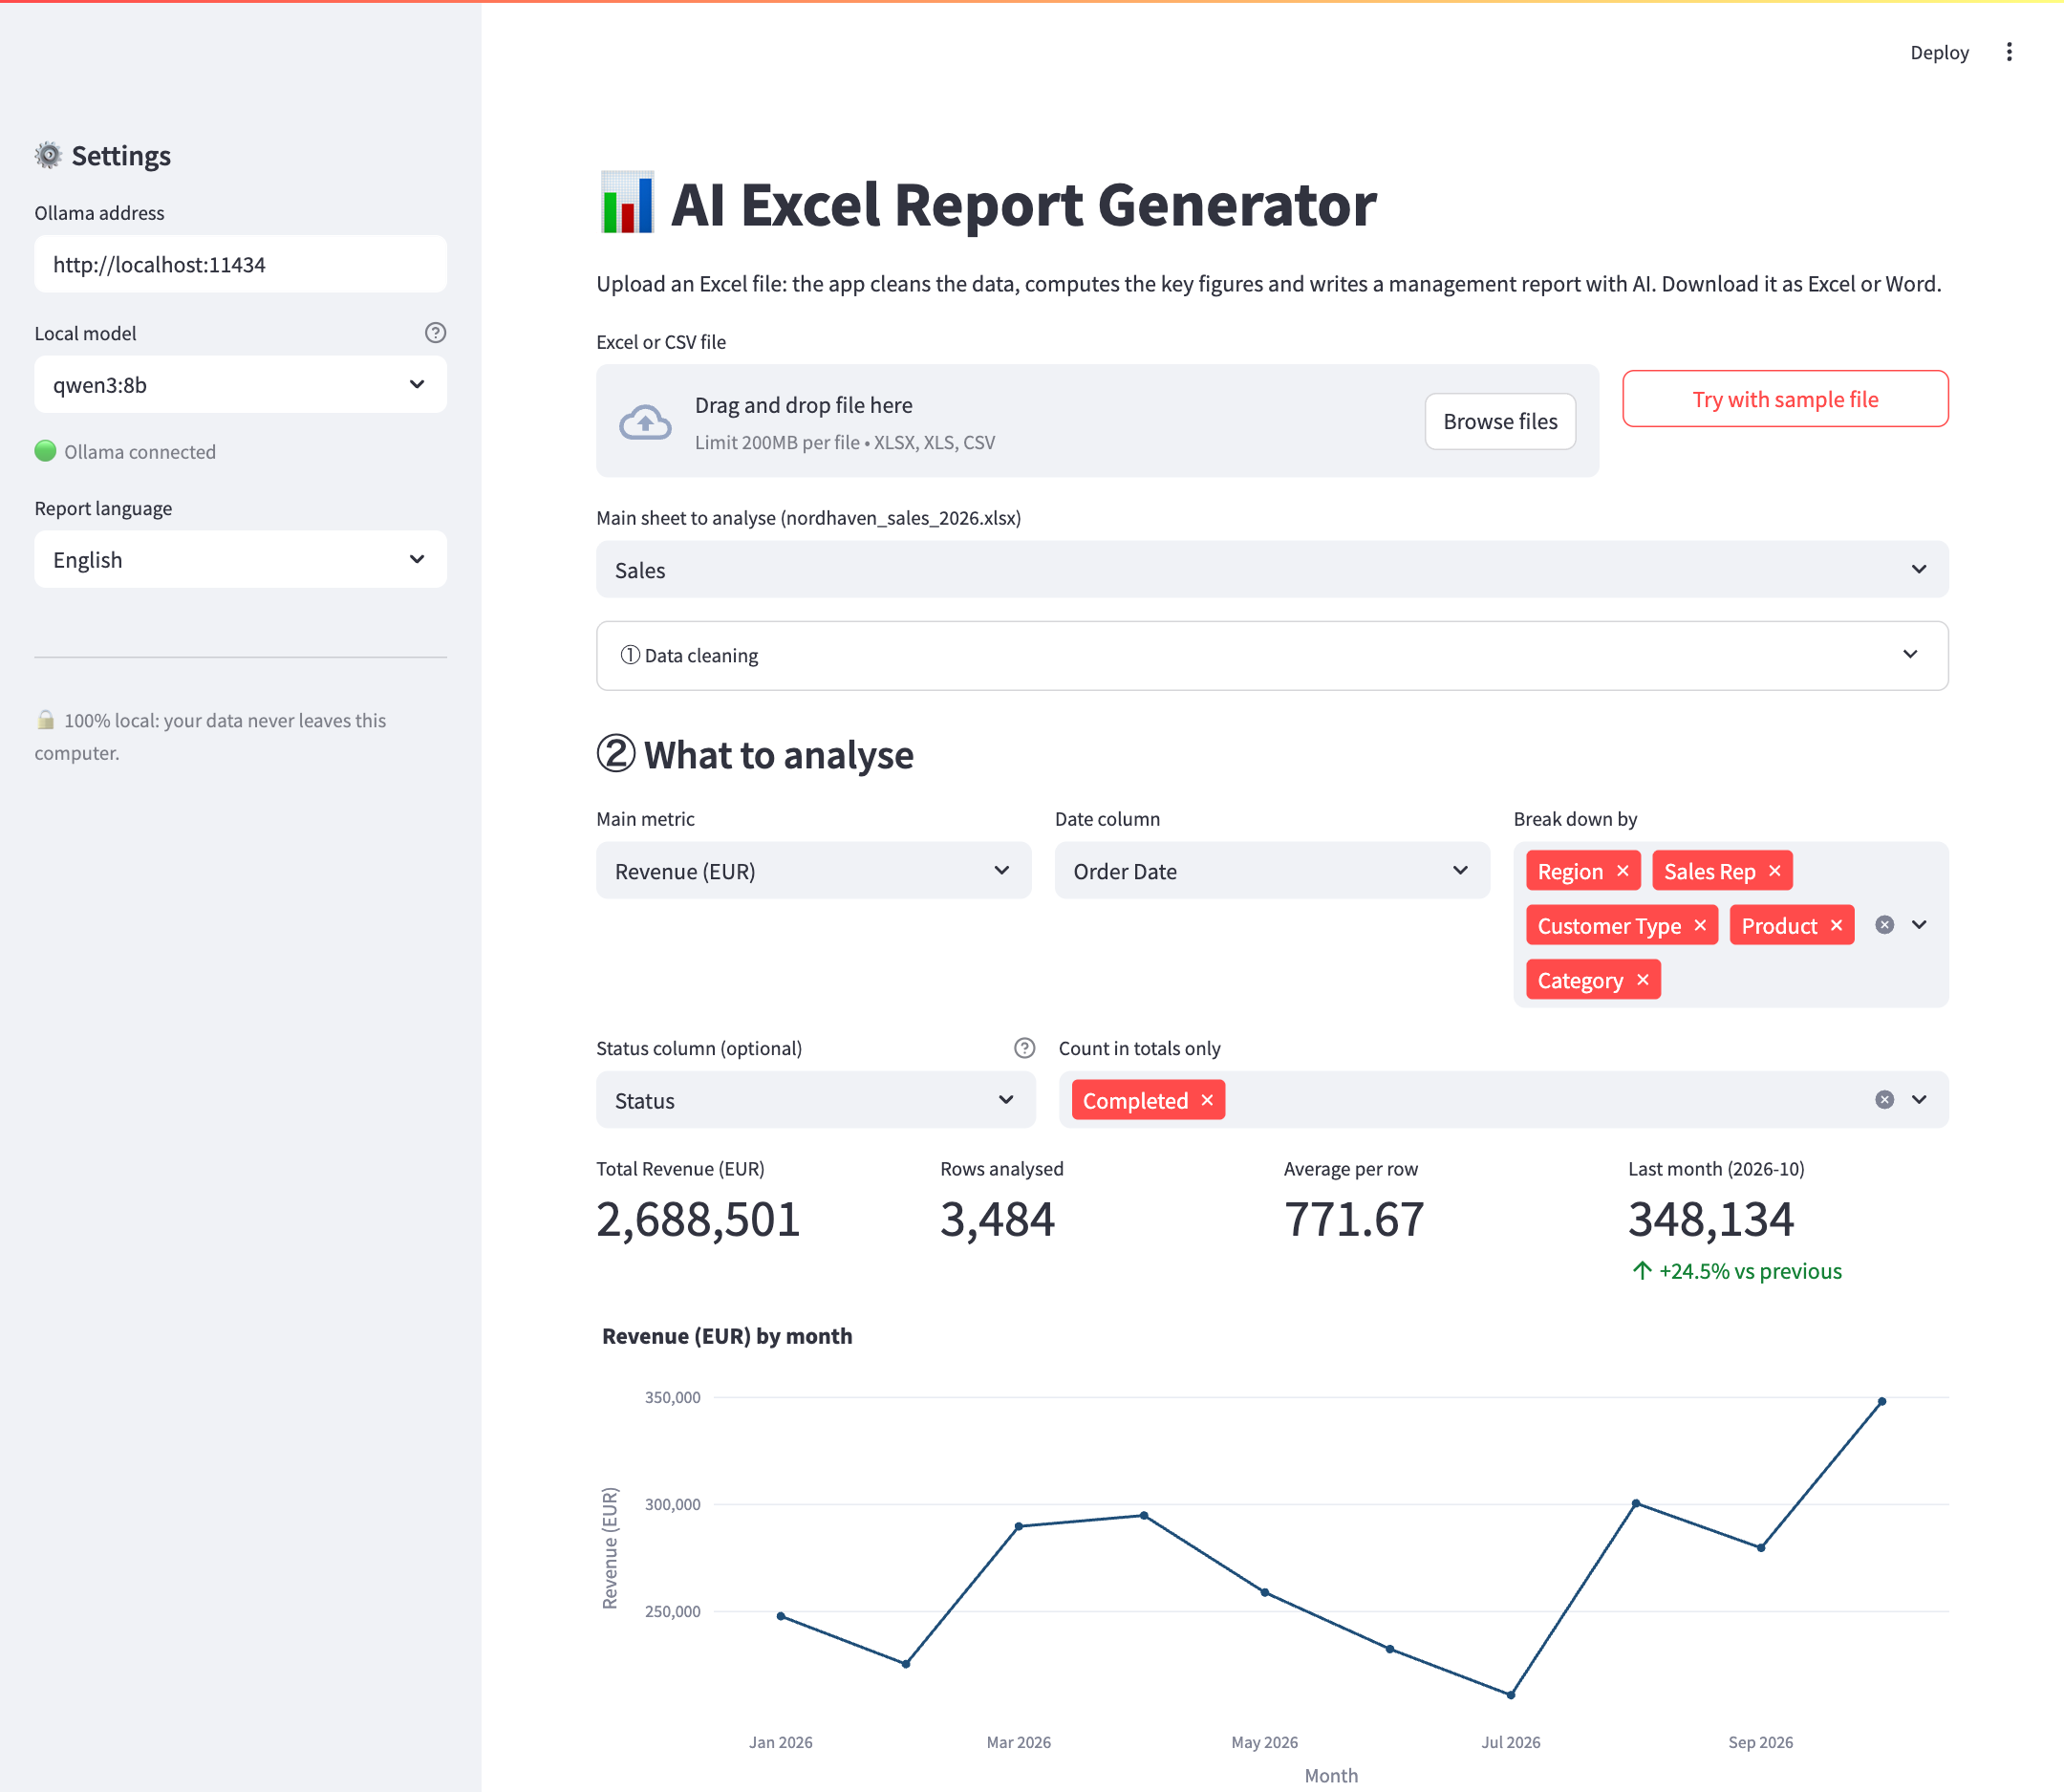 Deploy
⚙️ Settings
Ollama address
http://localhost:11434
Local model
qwen3:8b
Ollama connected
Report language
English
🔒 100% local: your data never leaves this
computer.
📊 AI Excel Report Generator
Upload an Excel file: the app cleans the data, computes the key figures and writes a management report with AI. Download it as Excel or Word.
Excel or CSV file
Drag and drop file here
Limit 200MB per file • XLSX, XLS, CSV
Browse files
Try with sample file
Main sheet to analyse (nordhaven_sales_2026.xlsx)
Sales
① Data cleaning
② What to analyse
Main metric
Revenue (EUR)
Date column
Order Date
Break down by
Region × Sales Rep ×
Customer Type × Product ×
Category ×
Status column (optional)
Status
Count in totals only
Completed ×
Total Revenue (EUR)
2,688,501
Rows analysed
3,484
Average per row
771.67
Last month (2026-10)
348,134
↑ +24.5% vs previous
Revenue (EUR) by month
350,000
300,000
250,000
Revenue (EUR)
Jan 2026 Mar 2026 May 2026 Jul 2026 Sep 2026
Month